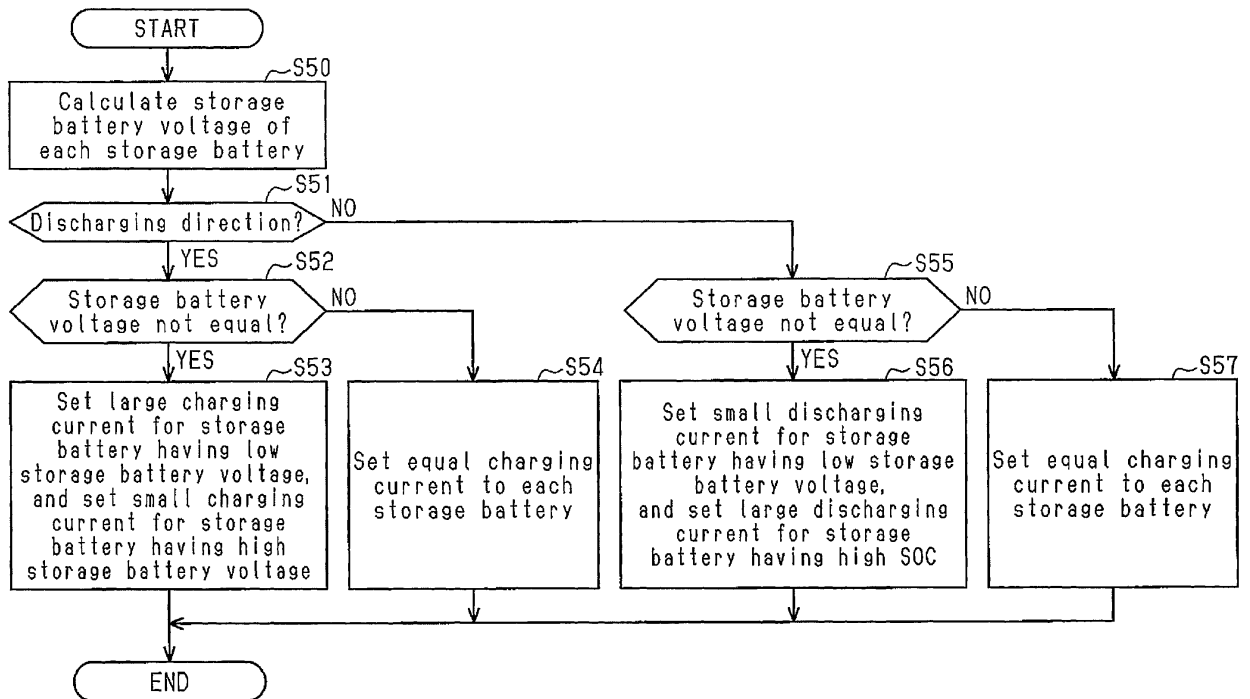 START
S50
Calculate storage
battery voltage of
each storage battery
S51
Discharging direction?
NO
YES
S52
Storage battery
voltage not equal?
NO
YES
S55
Storage battery
voltage not equal?
NO
YES
S53
Set large charging
current for storage
battery having low
storage battery voltage,
and set small charging
current for storage
battery having high
storage battery voltage
S54
Set equal charging
current to each
storage battery
S56
Set small discharging
current for storage
battery having low storage
battery voltage,
and set large discharging
current for storage
battery having high SOC
S57
Set equal charging
current to each
storage battery
END